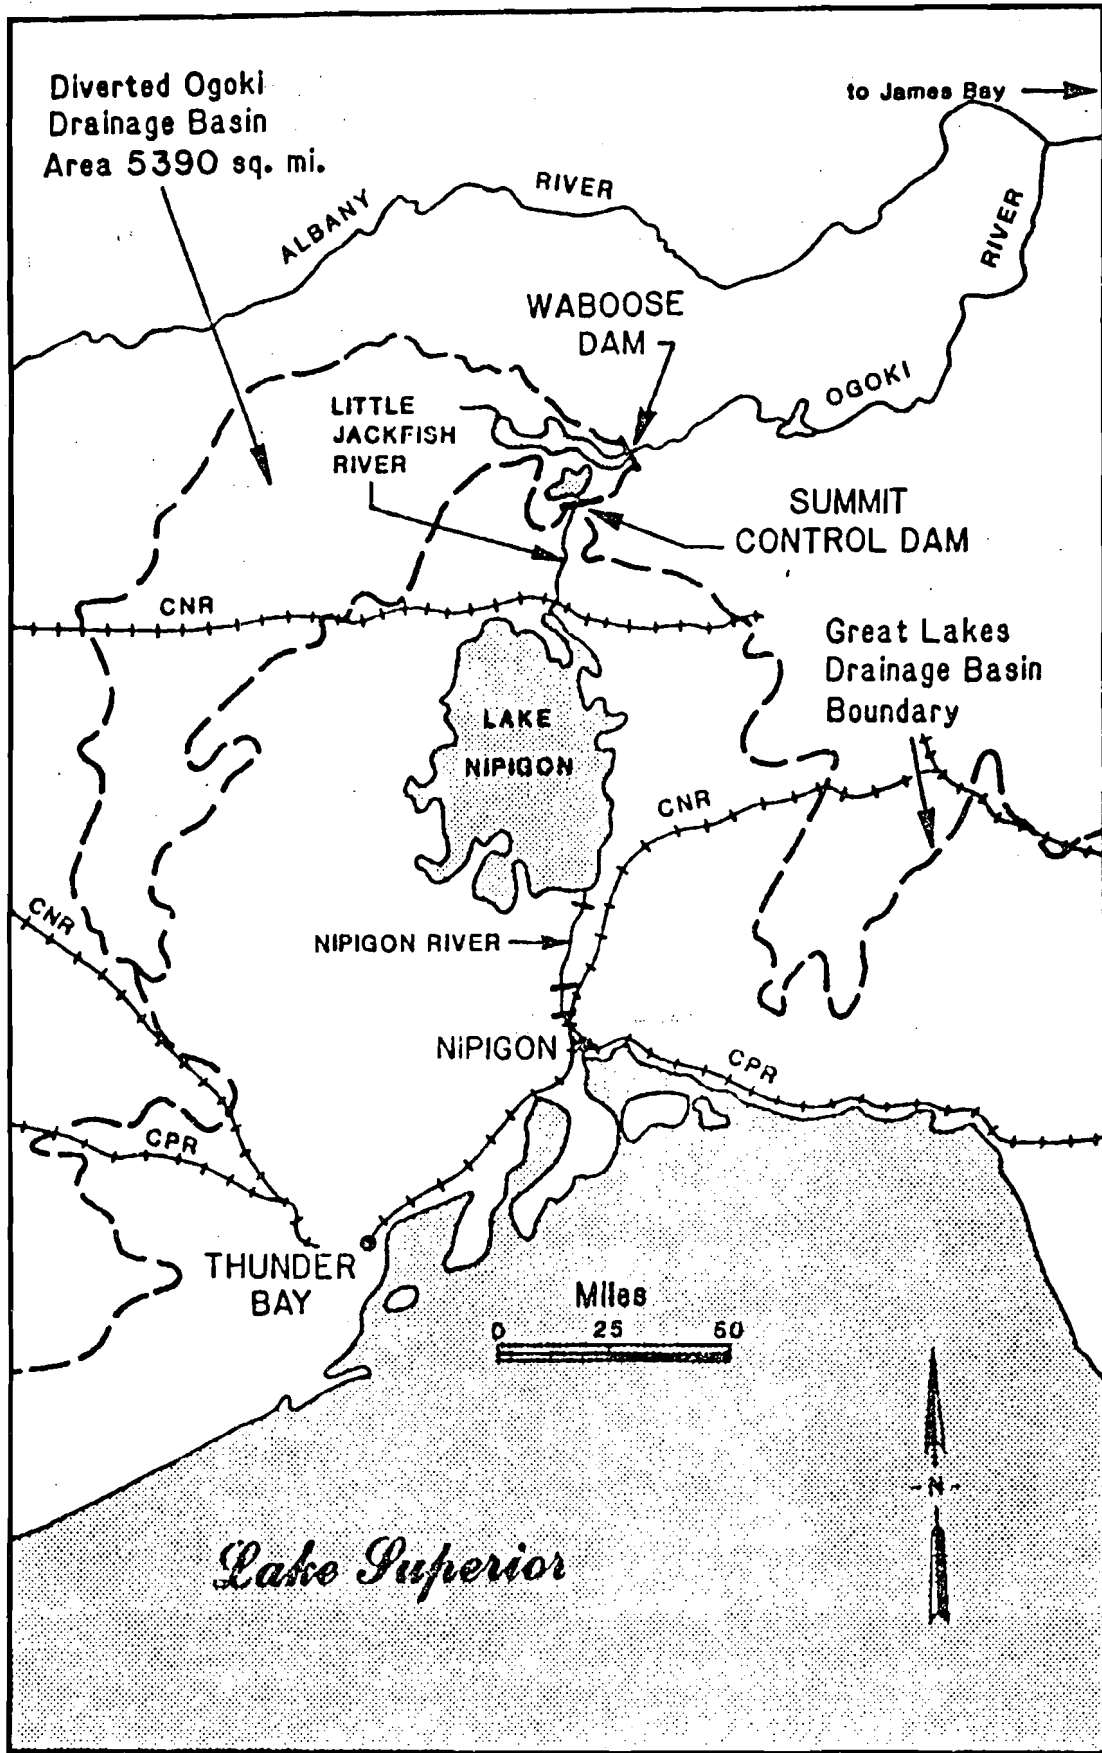 Diverted Ogoki
Drainage Basin
Area 5390 sq. mi.
to James Bay
ALBANY
RIVER
RIVER
WABOOSE
DAM
OGOKI
LITTLE
JACKFISH
RIVER
SUMMIT
CONTROL DAM
CNR
Great Lakes
Drainage Basin
Boundary
LAKE
NIPIGON
CNR
CNR
NIPIGON RIVER
NiPIGON
CPR
CPR
THUNDER
BAY
Miles
0 25 50
N
Lake Superior